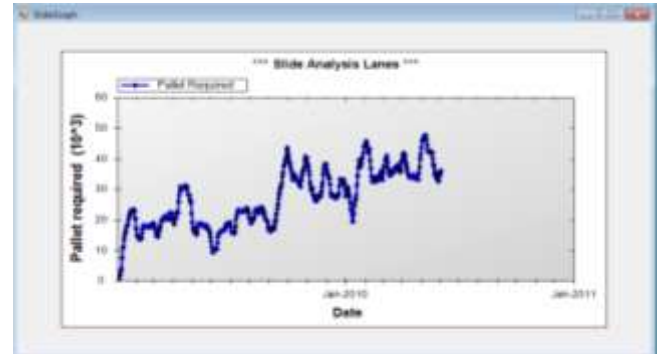 SlideGraph
*** Slide Analysis Lanes ***
Pallet Required
Pallet required (10^3)
60
50
40
30
20
10
0
Jan-2010
Jan-2011
Date